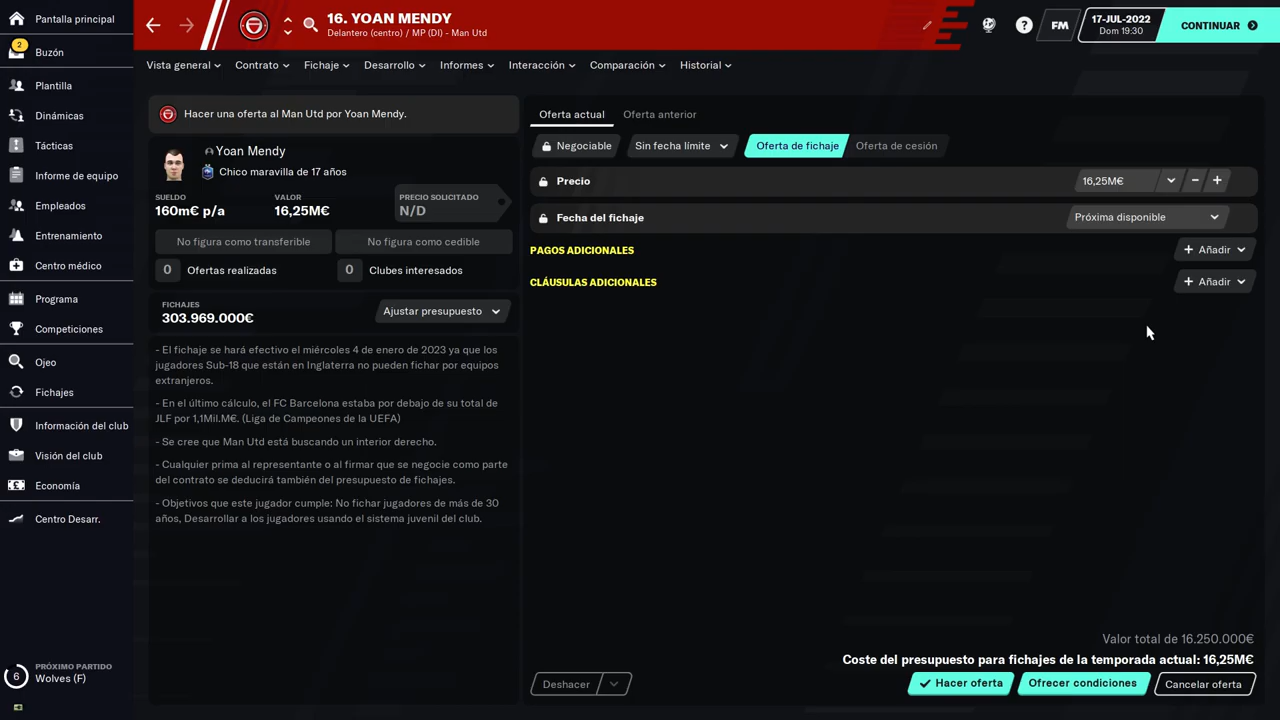 Pantalla principal
2
Buzón
Plantilla
Dinámicas
Tácticas
Informe de equipo
Empleados
Entrenamiento
Centro médico
Programa
Competiciones
Ojeo
Fichajes
Información del club
Visión del club
Economía
Centro Desarr.
6
PRÓXIMO PARTIDO
Wolves (F)
16. YOAN MENDY
Delantero (centro) / MP (DI) - Man Utd
?
FM
17-JUL-2022
Dom 19:30
CONTINUAR
Vista general
Contrato
Fichaje
Desarrollo
Informes
Interacción
Comparación
Historial
Hacer una oferta al Man Utd por Yoan Mendy.
Yoan Mendy
Chico maravilla de 17 años
SUELDO
160m€ p/a
VALOR
16,25M€
PRECIO SOLICITADO
N/D
No figura como transferible
No figura como cedible
0 Ofertas realizadas
0 Clubes interesados
FICHAJES
303.969.000€
Ajustar presupuesto
- El fichaje se hará efectivo el miércoles 4 de enero de 2023 ya que los
jugadores Sub-18 que están en Inglaterra no pueden fichar por equipos
extranjeros.
- En el último cálculo, el FC Barcelona estaba por debajo de su total de
JLF por 1,1Mil.M€. (Liga de Campeones de la UEFA)
- Se cree que Man Utd está buscando un interior derecho.
- Cualquier prima al representante o al firmar que se negocie como parte
del contrato se deducirá también del presupuesto de fichajes.
- Objetivos que este jugador cumple: No fichar jugadores de más de 30
años, Desarrollar a los jugadores usando el sistema juvenil del club.
Oferta actual
Oferta anterior
Negociable
Sin fecha límite
Oferta de fichaje
Oferta de cesión
Precio
16,25M€
- +
Fecha del fichaje
Próxima disponible
PAGOS ADICIONALES
+ Añadir
CLÁUSULAS ADICIONALES
+ Añadir
Valor total de 16.250.000€
Coste del presupuesto para fichajes de la temporada actual: 16,25M€
Deshacer
Hacer oferta
Ofrecer condiciones
Cancelar oferta